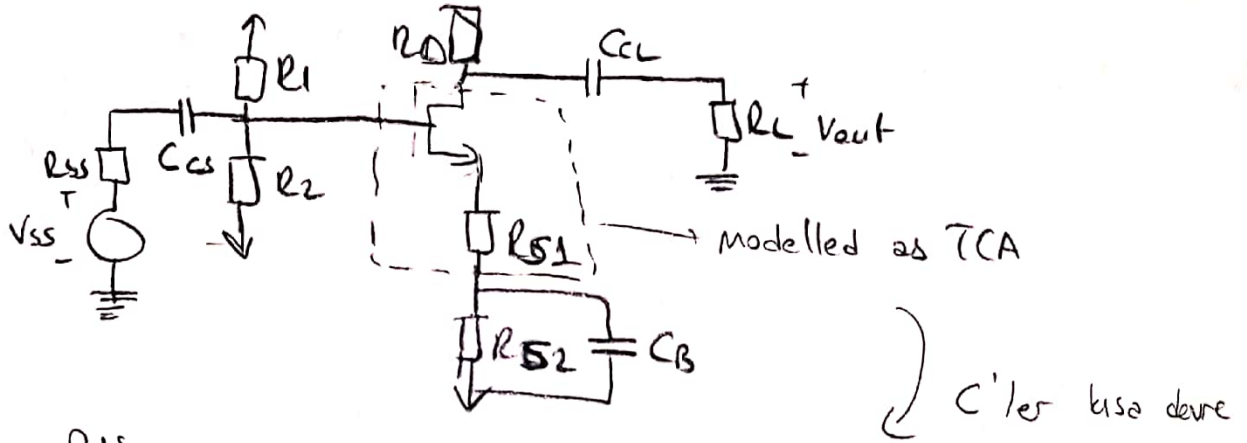 RD
CCL
R1
RL Vout
+
-
RSS
CCS
R2
VSS
+
-
RS1
Modelled as TCA
RS2
CB
C'ler kısa devre